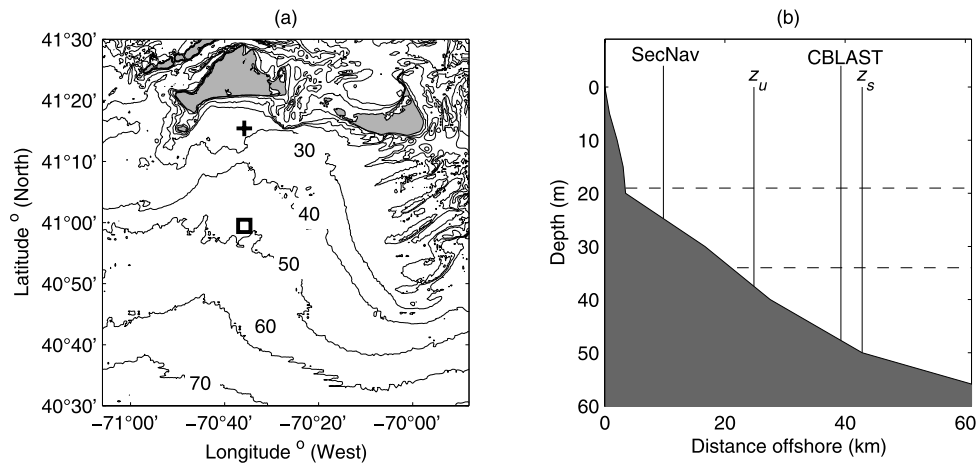 (a)
41°30'
41°20'
41°10'
41°00'
40°50'
40°40'
40°30'
Latitude ° (North)
30
40
50
60
70
−71°00' −70°40' −70°20' −70°00'
Longitude ° (West)
(b)
SecNav
CBLAST
z_u
z_s
0
10
20
30
40
50
60
Depth (m)
0 20 40 60
Distance offshore (km)